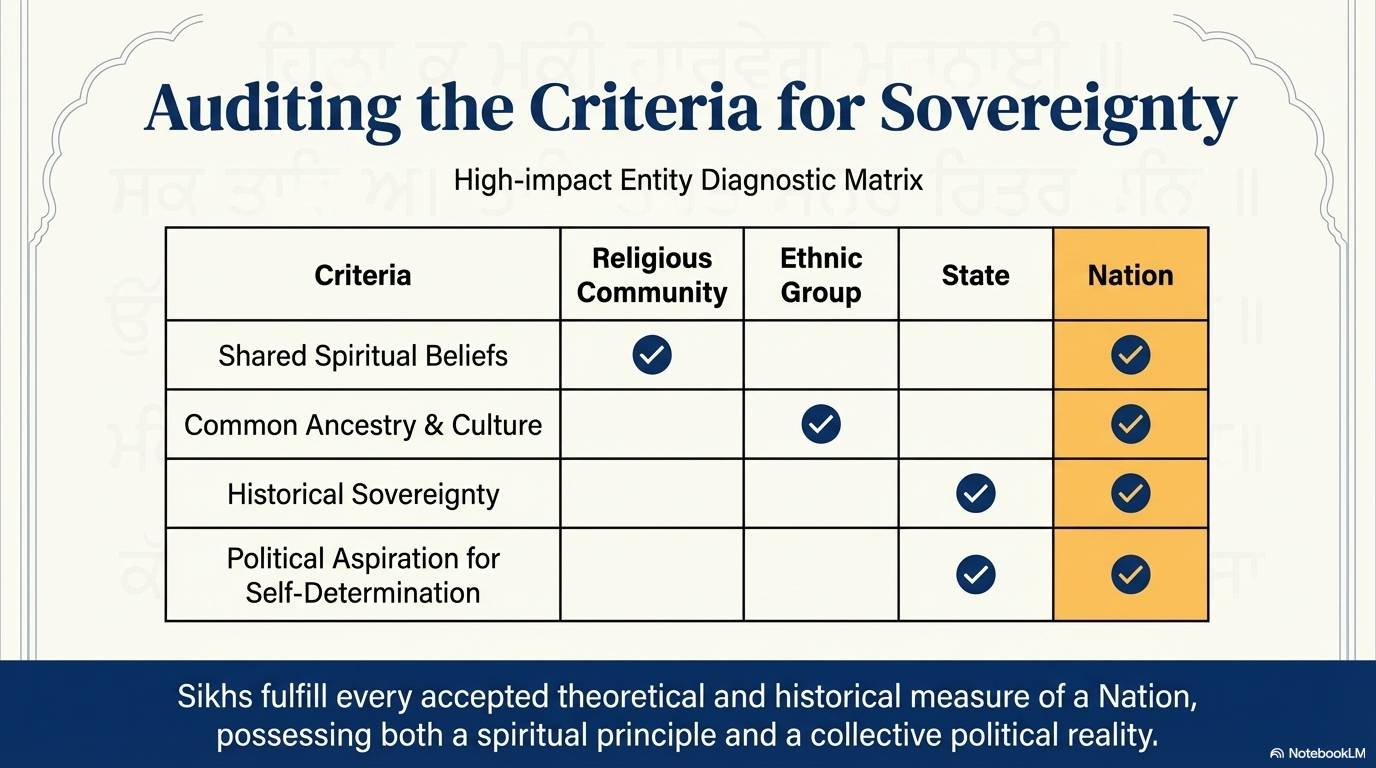 Auditing the Criteria for Sovereignty
High-impact Entity Diagnostic Matrix
Criteria
Religious
Community
Ethnic
Group
State
Nation
Shared Spiritual Beliefs
Common Ancestry & Culture
Historical Sovereignty
Political Aspiration for
Self-Determination
Sikhs fulfill every accepted theoretical and historical measure of a Nation,
possessing both a spiritual principle and a collective political reality.
NotebookLM